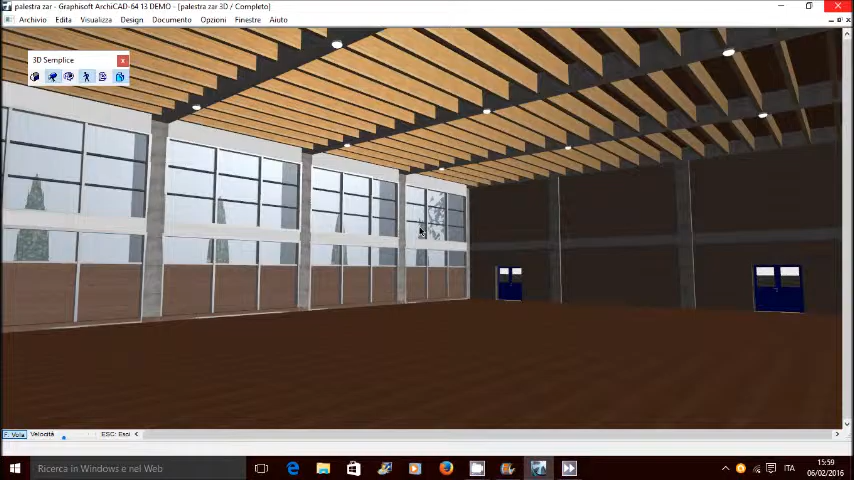 palestra zar - Graphisoft ArchiCAD-64 13 DEMO - [palestra zar 3D / Completo]
Archivio Edita Visualizza Design Documento Opzioni Finestre Aiuto
3D Semplice
F. Vola Velocità ESC: Esci
Ricerca in Windows e nel Web
ITA
15:59
06/02/2016